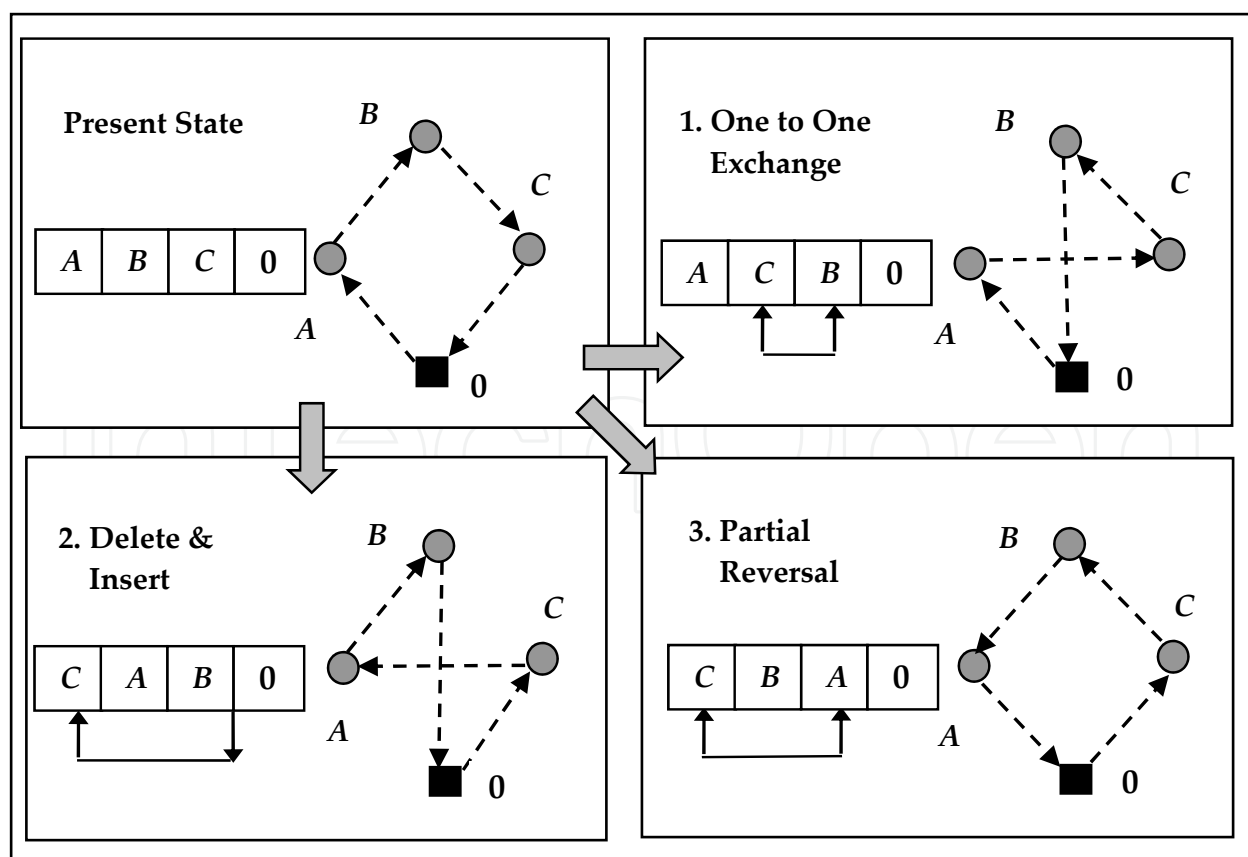 Present State
B
C
A B C 0
A
0
1. One to One
Exchange
B
C
A C B 0
A
0
2. Delete &
Insert
B
C
C A B 0
A
0
3. Partial
Reversal
B
C
C B A 0
A
0